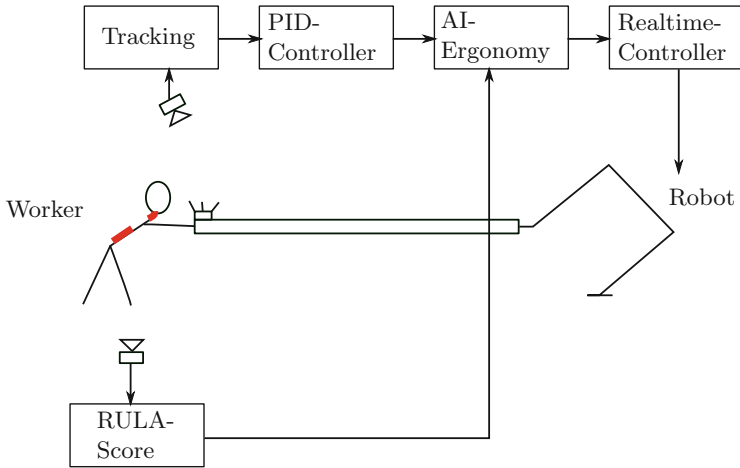 Tracking
PID-
Controller
AI-
Ergonomy
Realtime-
Controller
Worker
Robot
RULA-
Score